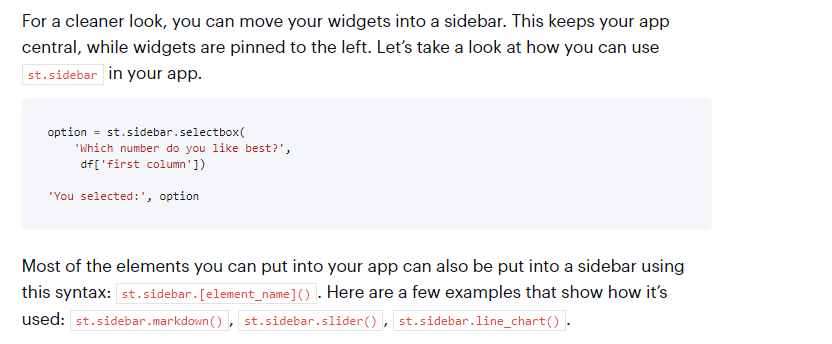 For a cleaner look, you can move your widgets into a sidebar. This keeps your app
central, while widgets are pinned to the left. Let’s take a look at how you can use
st.sidebar in your app.
option = st.sidebar.selectbox(
    'Which number do you like best?',
     df['first column'])
'You selected:', option
Most of the elements you can put into your app can also be put into a sidebar using
this syntax: st.sidebar.[element_name]() . Here are a few examples that show how it’s
used: st.sidebar.markdown() , st.sidebar.slider() , st.sidebar.line_chart() .